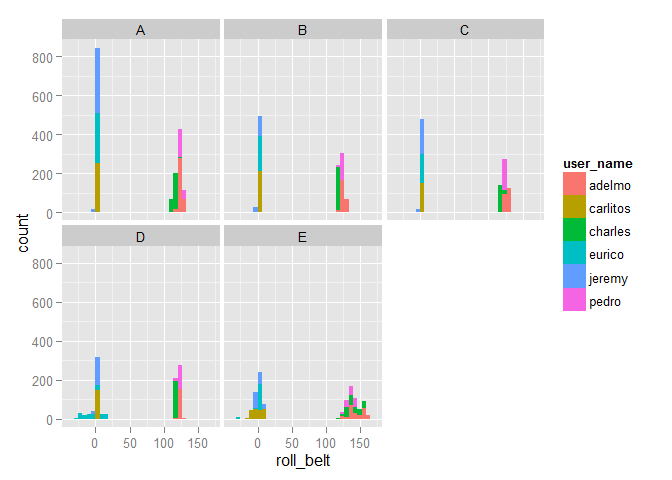 A B C
800
600
400
200
0
user_name
adelmo
carlitos
charles
eurico
jeremy
pedro
count
D E
800
600
400
200
0
0 50 100 150 0 50 100 150
roll_belt